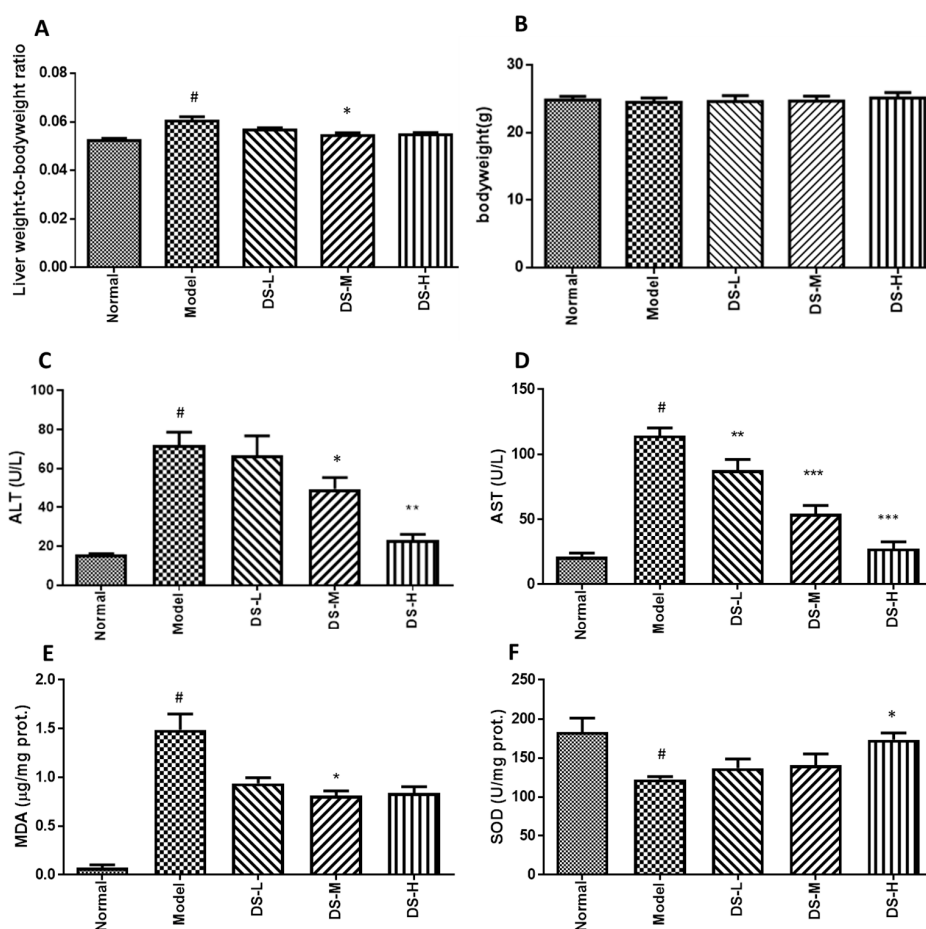 A
Liver weight-to-bodyweight ratio
0.08
0.06
0.04
0.02
0.00
#
*
Normal
Model
DS-L
DS-M
DS-H
B
bodyweight(g)
30
20
10
0
Normal
Model
DS-L
DS-M
DS-H
C
ALT (U/L)
100
80
60
40
20
0
#
*
**
Normal
Model
DS-L
DS-M
DS-H
D
AST (U/L)
150
100
50
0
#
**
***
***
Normal
Model
DS-L
DS-M
DS-H
E
MDA (μg/mg prot.)
2.0
1.5
1.0
0.5
0.0
#
*
Normal
Model
DS-L
DS-M
DS-H
F
SOD (U/mg prot.)
250
200
150
100
50
0
#
*
Normal
Model
DS-L
DS-M
DS-H